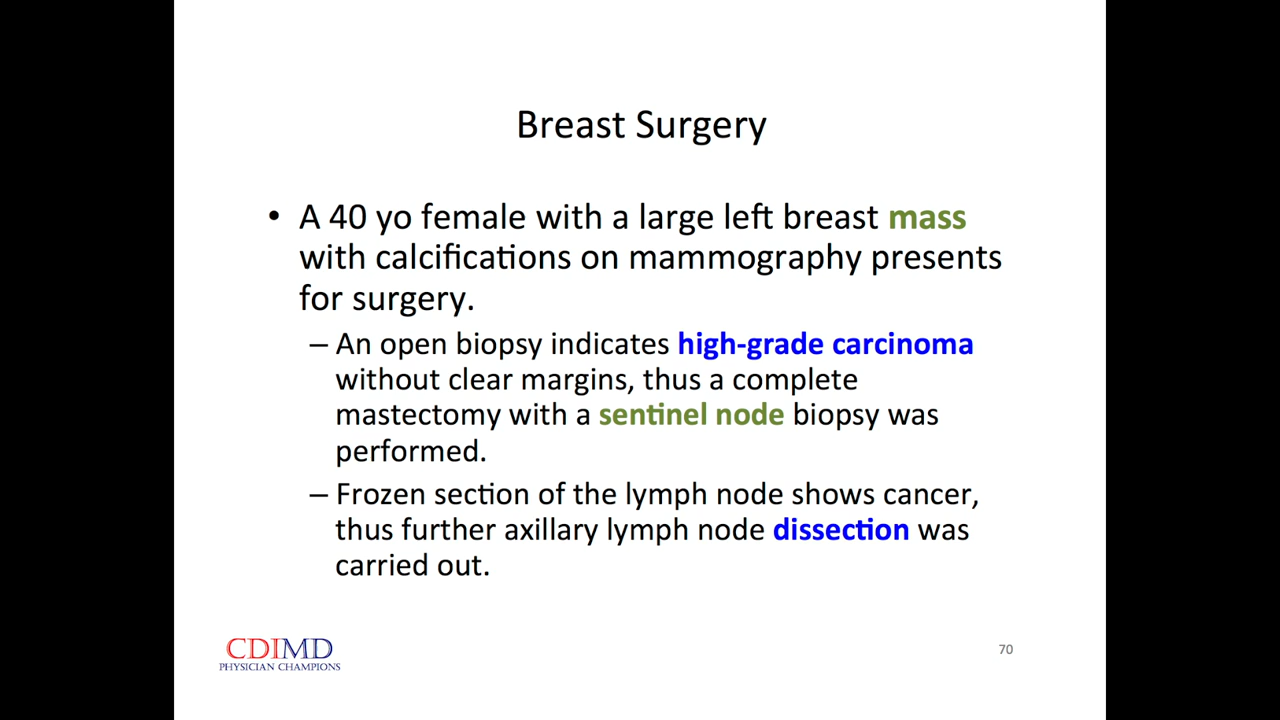 Breast Surgery
• A 40 yo female with a large left breast mass
with calcifications on mammography presents
for surgery.
– An open biopsy indicates high-grade carcinoma
without clear margins, thus a complete
mastectomy with a sentinel node biopsy was
performed.
– Frozen section of the lymph node shows cancer,
thus further axillary lymph node dissection was
carried out.
CDIMD
PHYSICIAN CHAMPIONS
70